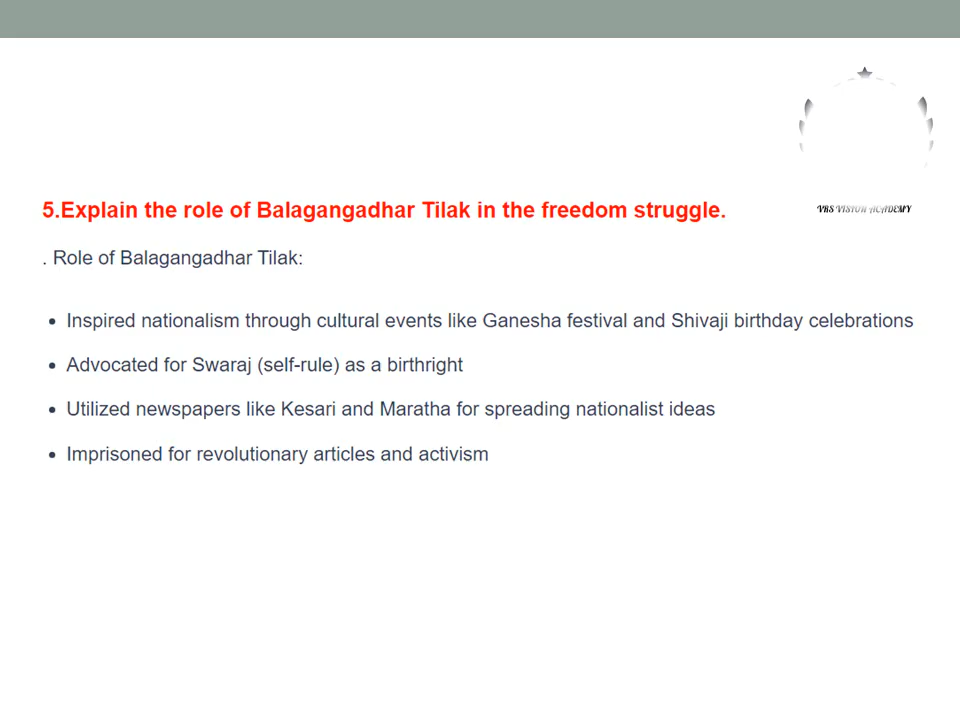 5.Explain the role of Balagangadhar Tilak in the freedom struggle.
VRS VISION ACADEMY
. Role of Balagangadhar Tilak:
• Inspired nationalism through cultural events like Ganesha festival and Shivaji birthday celebrations
• Advocated for Swaraj (self-rule) as a birthright
• Utilized newspapers like Kesari and Maratha for spreading nationalist ideas
• Imprisoned for revolutionary articles and activism